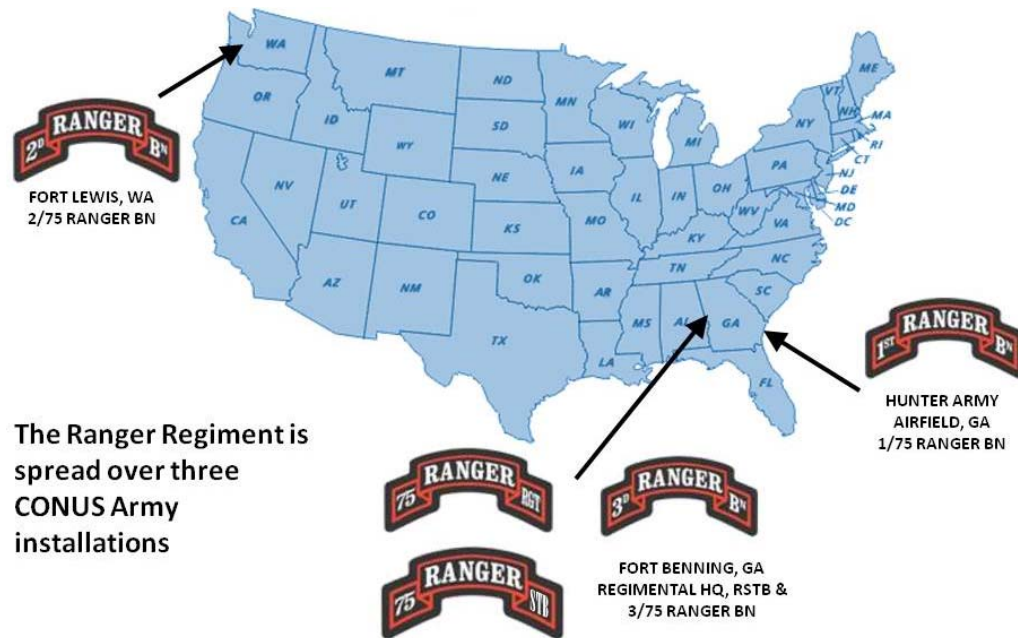 WA
MT
ND
MN
ME
VT
NH
MA
RI
CT
NJ
DE
MD
DC
OR
ID
SD
WI
MI
NY
PA
WY
NV
UT
CA
CO
NE
IA
IL
IN
OH
WV
VA
KS
MO
KY
NC
TN
AZ
NM
OK
AR
SC
MS
AL
GA
TX
LA
FL
2D RANGER BN
FORT LEWIS, WA
2/75 RANGER BN
1ST RANGER BN
HUNTER ARMY
AIRFIELD, GA
1/75 RANGER BN
The Ranger Regiment is
spread over three
CONUS Army
installations
75 RANGER RGT
3D RANGER BN
75 RANGER STB
FORT BENNING, GA
REGIMENTAL HQ, RSTB &
3/75 RANGER BN